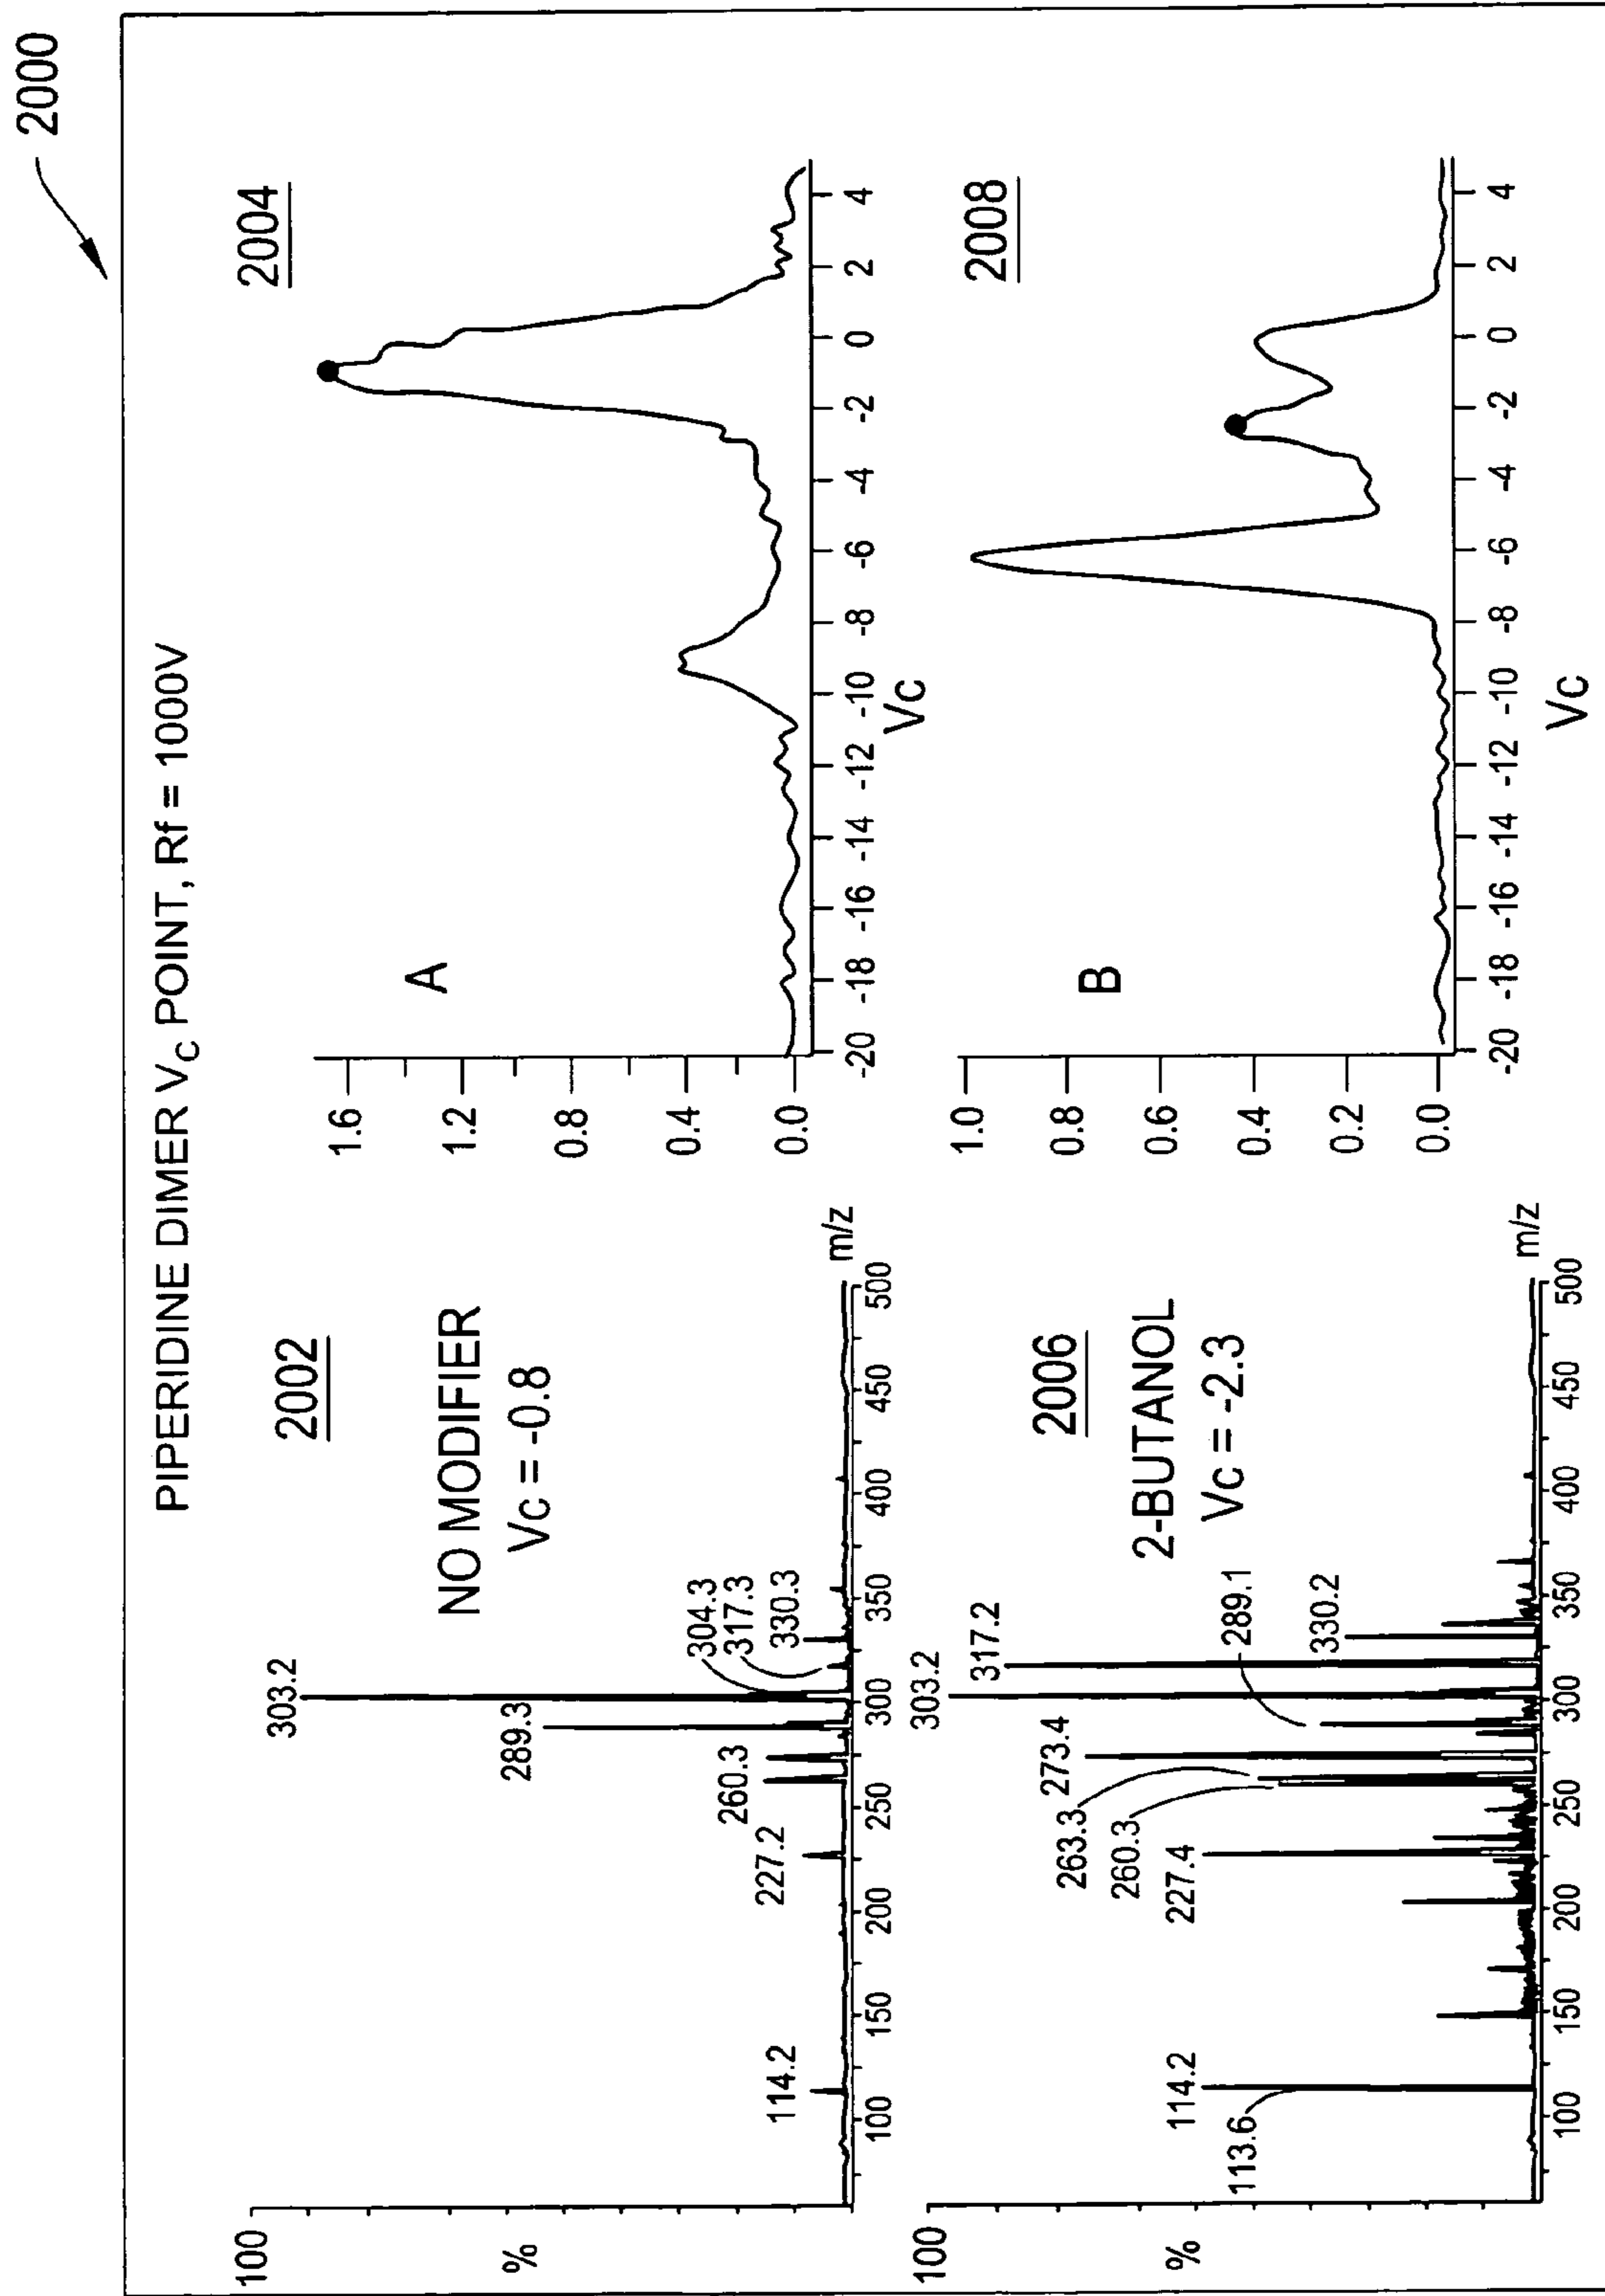 2000
PIPERIDINE DIMER VC POINT, Rf = 1000V
2002
NO MODIFIER
Vc = -0.8
100
%
303.2
289.3
304.3
317.3
330.3
260.3
227.2
114.2
100 150 200 250 300 350 400 450 500
m/z
2004
A
1.6
1.2
0.8
0.4
0.0
-20 -18 -16 -14 -12 -10 -8 -6 -4 -2 0 2 4
Vc
2006
2-BUTANOL
Vc = -2.3
100
%
303.2
317.2
273.4
289.1
263.3
330.2
260.3
227.4
114.2
113.6
100 150 200 250 300 350 400 450 500
m/z
2008
B
1.0
0.8
0.6
0.4
0.2
0.0
-20 -18 -16 -14 -12 -10 -8 -6 -4 -2 0 2 4
Vc